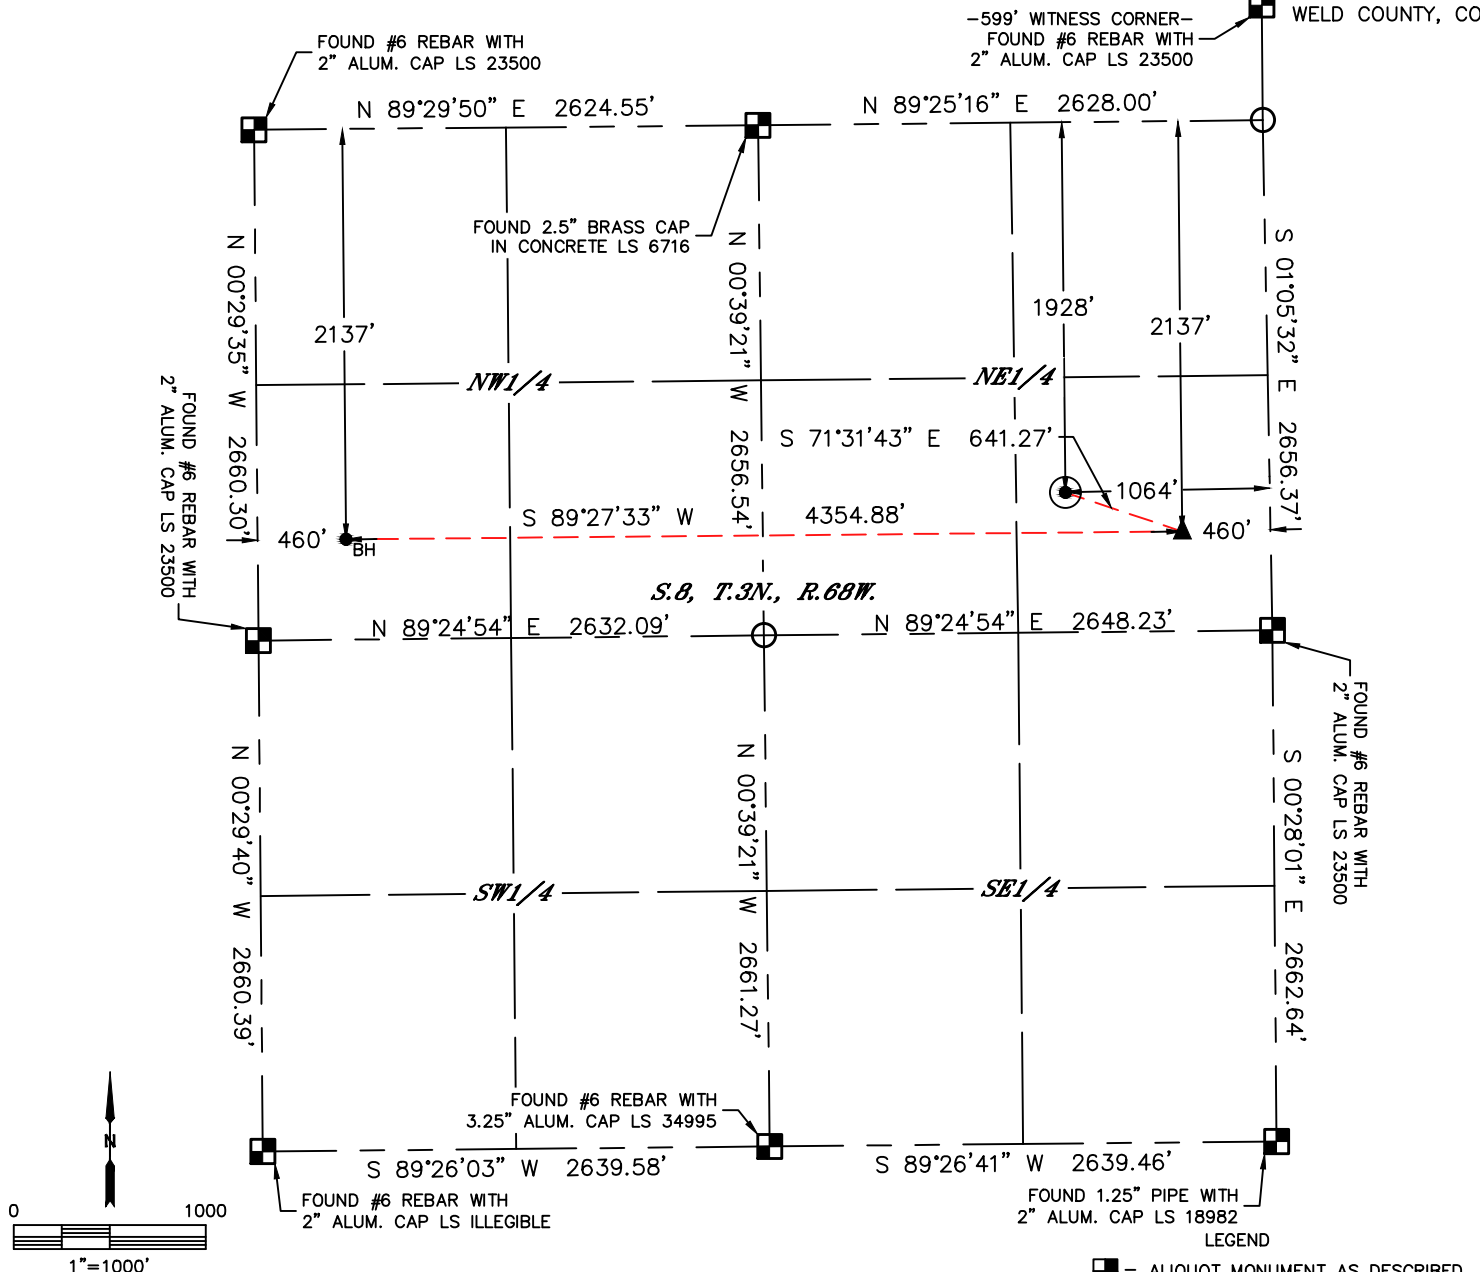 -599' WITNESS CORNER-
FOUND #6 REBAR WITH
2" ALUM. CAP LS 23500
WELD COUNTY, CO
FOUND #6 REBAR WITH
2" ALUM. CAP LS 23500
N 89°29'50" E 2624.55'
N 89°25'16" E 2628.00'
FOUND 2.5" BRASS CAP
IN CONCRETE LS 6716
N 00°29'35" W 2660.30'
N 00°39'21" W 2656.54'
S 01°05'32" E 2656.37'
2137'
1928'
2137'
NW1/4
NE1/4
FOUND #6 REBAR WITH
2" ALUM. CAP LS 23500
S 71°31'43" E 641.27'
1064'
460'
BH
S 89°27'33" W 4354.88'
460'
S.8, T.3N., R.68W.
N 89°24'54" E 2632.09'
N 89°24'54" E 2648.23'
FOUND #6 REBAR WITH
2" ALUM. CAP LS 23500
N 00°29'40" W 2660.39'
N 00°39'21" W 2661.27'
S 00°28'01" E 2662.64'
SW1/4
SE1/4
FOUND #6 REBAR WITH
3.25" ALUM. CAP LS 34995
S 89°26'03" W 2639.58'
S 89°26'41" W 2639.46'
FOUND #6 REBAR WITH
2" ALUM. CAP LS ILLEGIBLE
FOUND 1.25" PIPE WITH
2" ALUM. CAP LS 18982
N
0 1000
1"=1000'
LEGEND
= ALIQUOT MONUMENT AS DESCRIBED